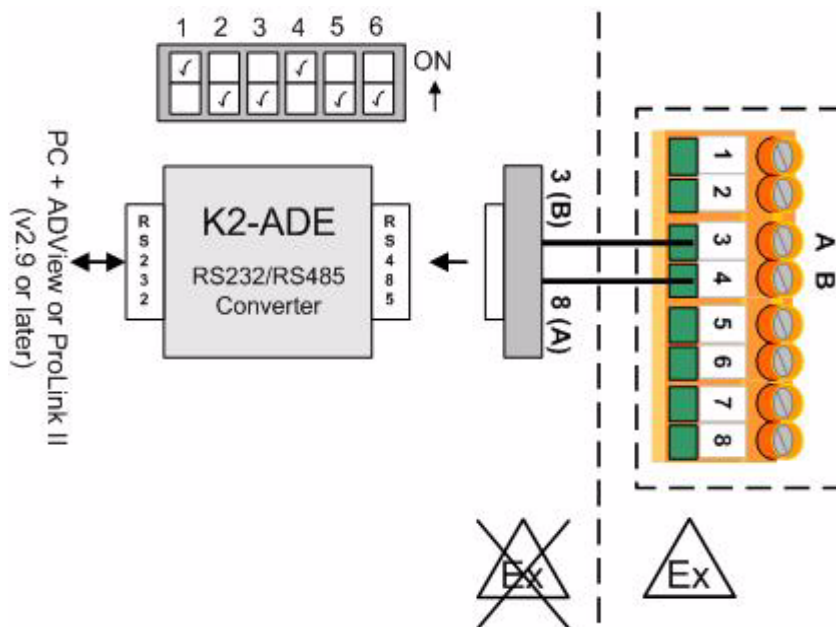 1 2 3 4 5 6
ON
PC + ADView or ProLink II
(v2.9 or later)
RS232
K2-ADE
RS232/RS485
Converter
RS485
3 (B)
8 (A)
1
2
3
4
5
6
7
8
A
B
Ex
Ex